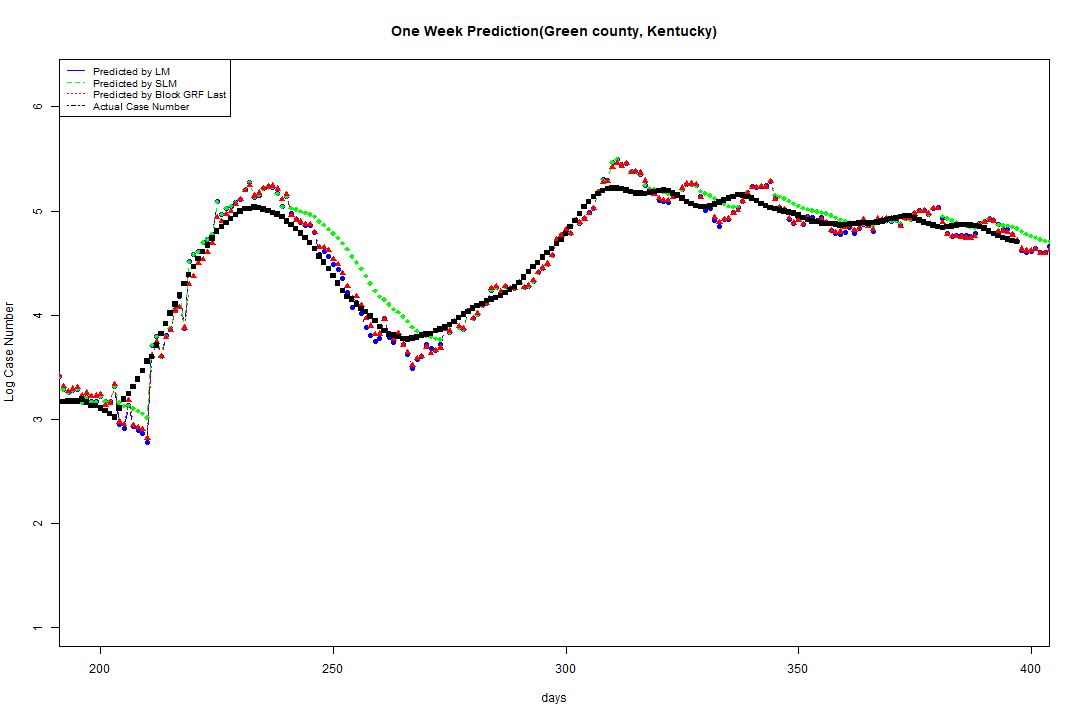 One Week Prediction(Green county, Kentucky)
Predicted by LM
Predicted by SLM
Predicted by Block GRF Last
Actual Case Number
Log Case Number
6
5
4
3
2
1
200 250 300 350 400
days